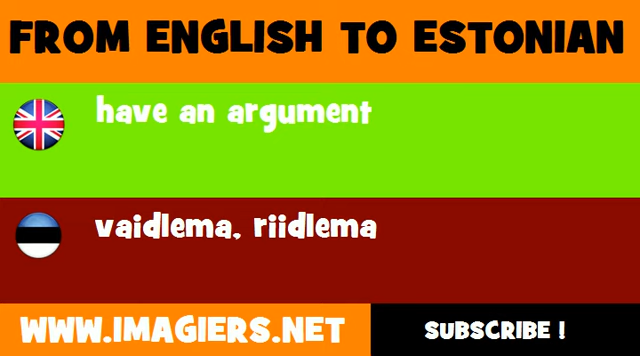 FROM ENGLISH TO ESTONIAN
have an argument
vaidlema, riidlema
WWW.IMAGIERS.NET
SUBSCRIBE !